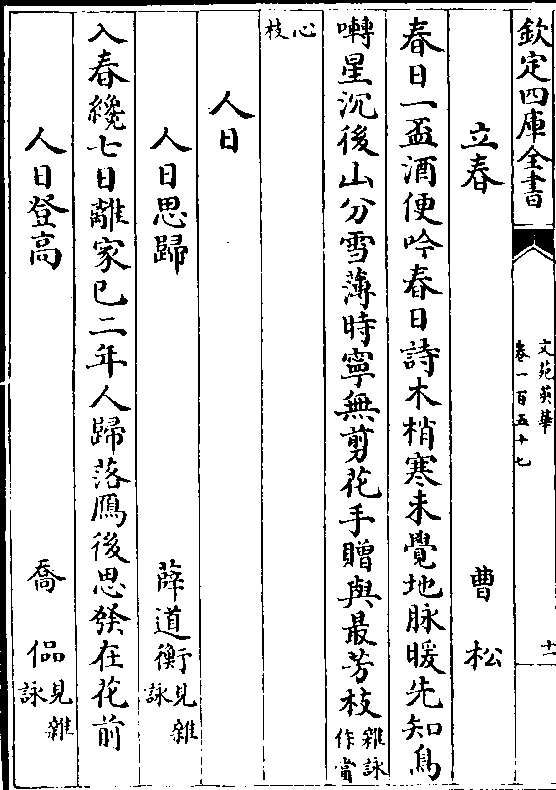 欽定四庫全書
文苑英華
卷一百五十七
十二
立春
曹松
春日一盃酒便吟春日詩木梢寒未覺地脉暖先知鳥
囀星沉後山分雪薄時寧無剪花手贈與最芳枝雜詠
作當
心
枝
人日
人日思歸
薛道衡見雜
詠
入春纔七日離家已二年人歸落鴈後思發在花前
人日登高
喬侃見雜
詠